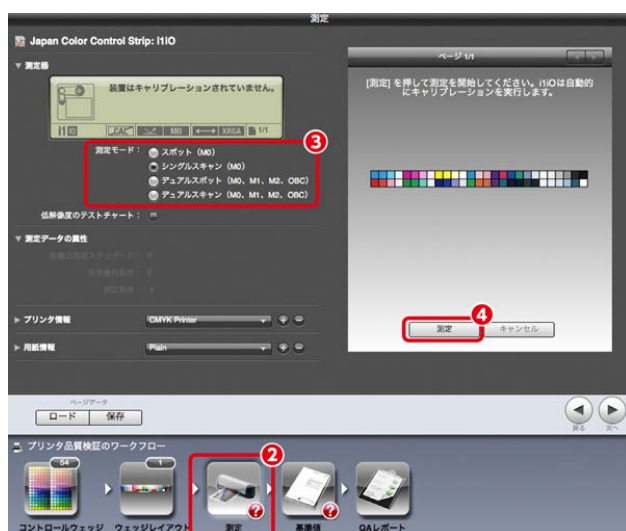 測定
Japan Color Control Strip: i1iO
測定器
装置はキャリブレーションされていません。
i1iO
M0
XRGA
1/1
3
測定モード：
スポット（M0）
シングルスキャン（M0）
デュアルスポット（M0、M1、M2、OBC）
デュアルスキャン（M0、M1、M2、OBC）
低解像度のテストチャート：
測定データの属性
プリンタ情報
CMYK Printer
用紙情報
Plain
ページ 1/1
[測定] を押して測定を開始してください。i1iOは自動的
にキャリブレーションを実行します。
4
測定
キャンセル
ページデータ
ロード
保存
戻る
次へ
プリンタ品質検証のワークフロー
2
54
1
?
?
コントロールウェッジ
ウェッジレイアウト
測定
基準値
QAレポート